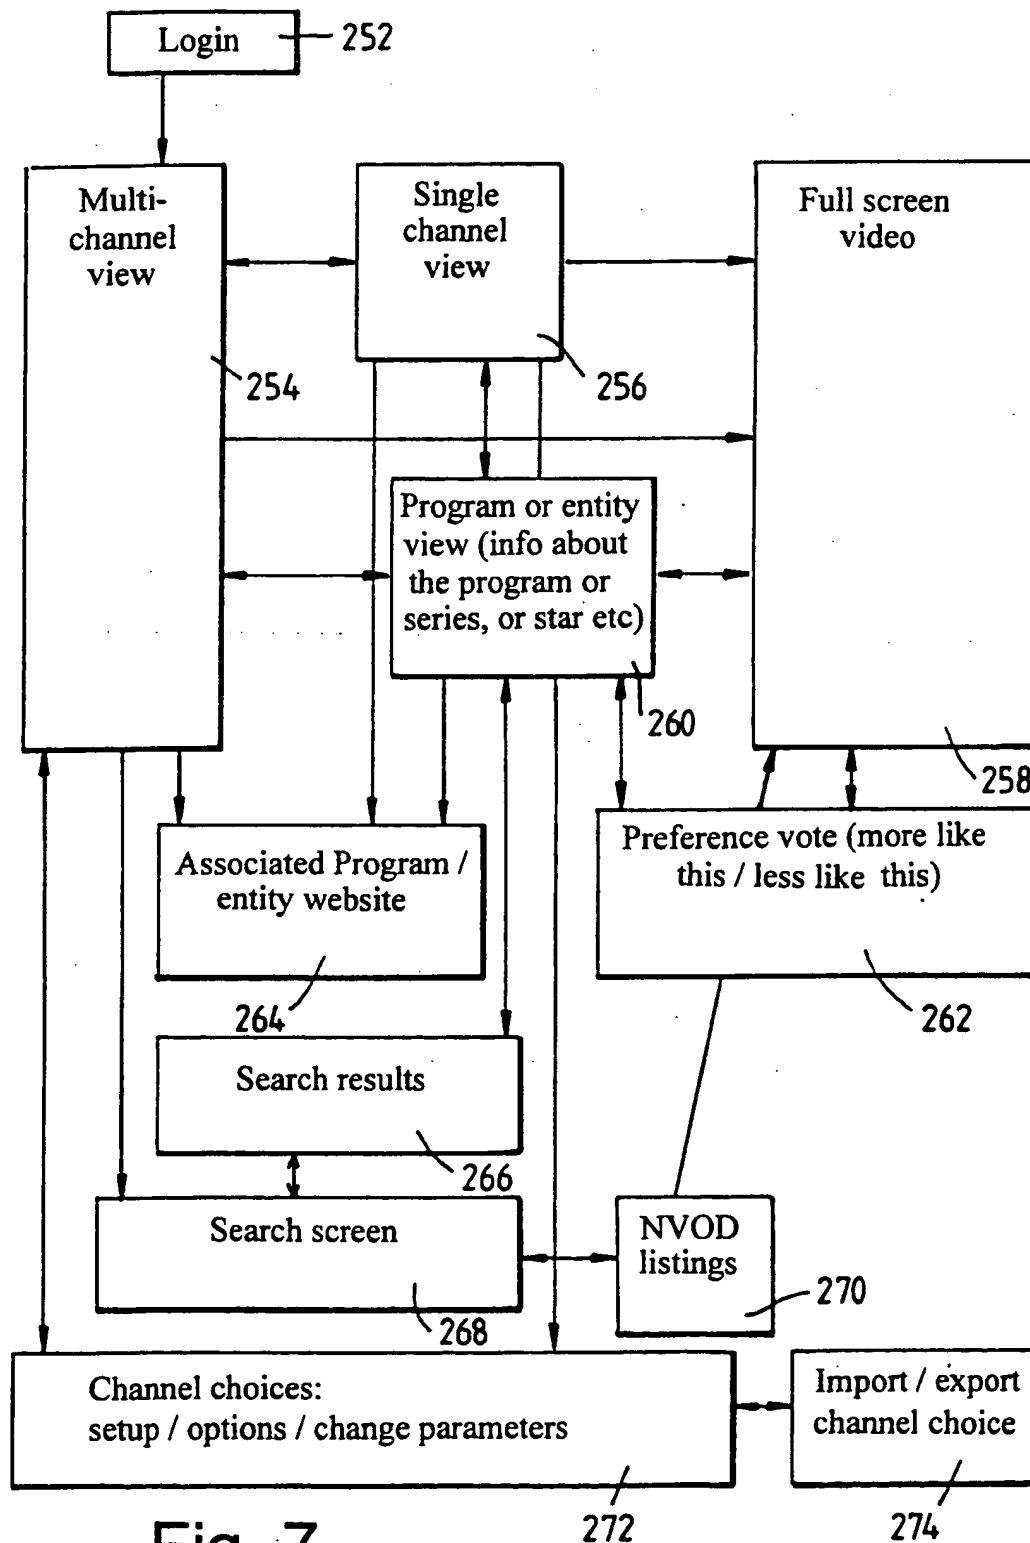 Login
252
Multi-
channel
view
254
Single
channel
view
256
Full screen
video
258
Program or entity
view (info about
the program or
series, or star etc)
260
Associated Program /
entity website
264
Preference vote (more like
this / less like this)
262
Search results
266
Search screen
268
NVOD
listings
270
Channel choices:
setup / options / change parameters
272
Import / export
channel choice
274
Fig. 7